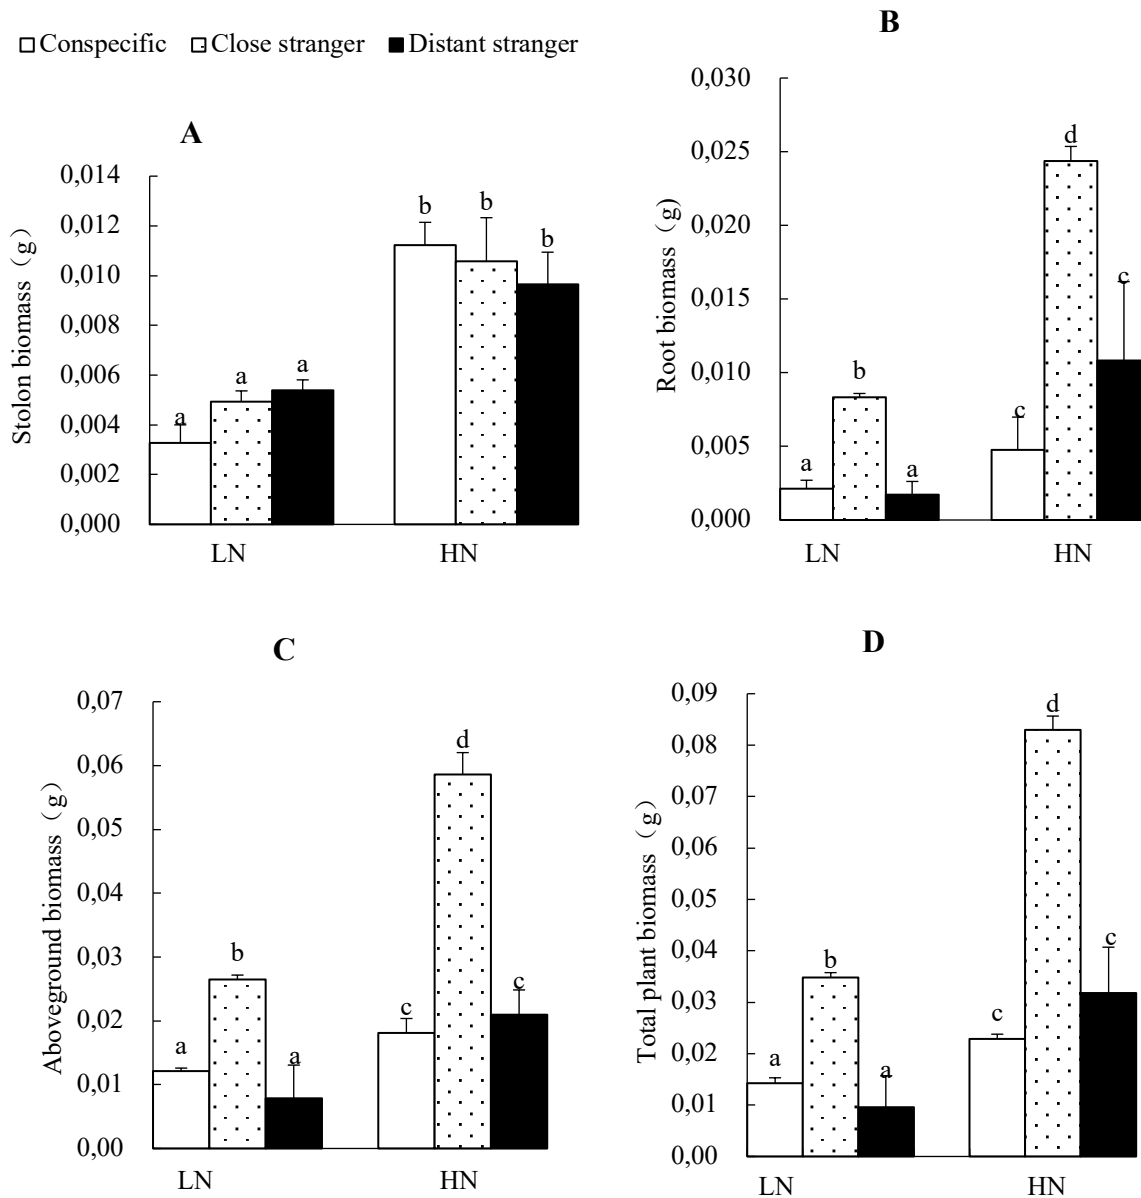 Conspecific Close stranger Distant stranger
A
Stolon biomass（g）
0,014
0,012
0,010
0,008
0,006
0,004
0,002
0,000
a
a
a
b
b
b
LN
HN
B
Root biomass（g)
0,030
0,025
0,020
0,015
0,010
0,005
0,000
a
b
a
c
d
c
LN
HN
C
Aboveground biomass（g）
0,07
0,06
0,05
0,04
0,03
0,02
0,01
0,00
a
b
a
c
d
c
LN
HN
D
Total plant biomass（g）
0,09
0,08
0,07
0,06
0,05
0,04
0,03
0,02
0,01
0,00
a
b
a
c
d
c
LN
HN